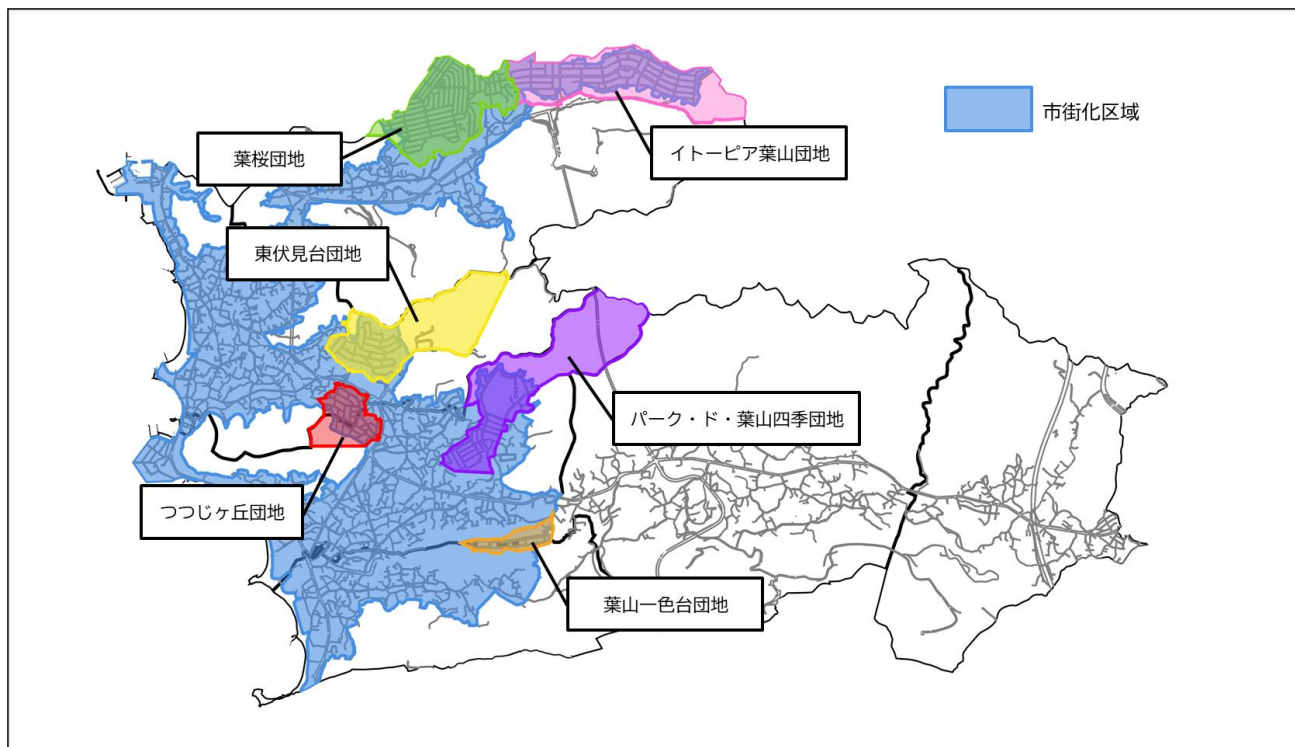 市街化区域
葉桜団地
イトーピア葉山団地
東伏見台団地
パーク・ド・葉山四季団地
つつじヶ丘団地
葉山一色台団地